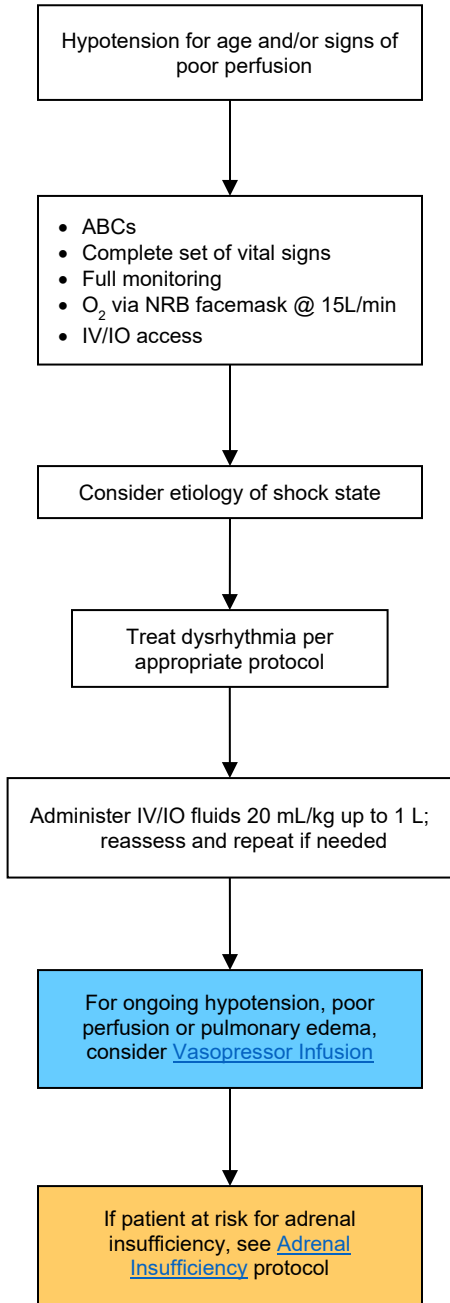 Hypotension for age and/or signs of
poor perfusion
• ABCs
• Complete set of vital signs
• Full monitoring
• O2 via NRB facemask @ 15L/min
• IV/IO access
Consider etiology of shock state
Treat dysrhythmia per
appropriate protocol
Administer IV/IO fluids 20 mL/kg up to 1 L;
reassess and repeat if needed
For ongoing hypotension, poor
perfusion or pulmonary edema,
consider Vasopressor Infusion
If patient at risk for adrenal
insufficiency, see Adrenal
Insufficiency protocol